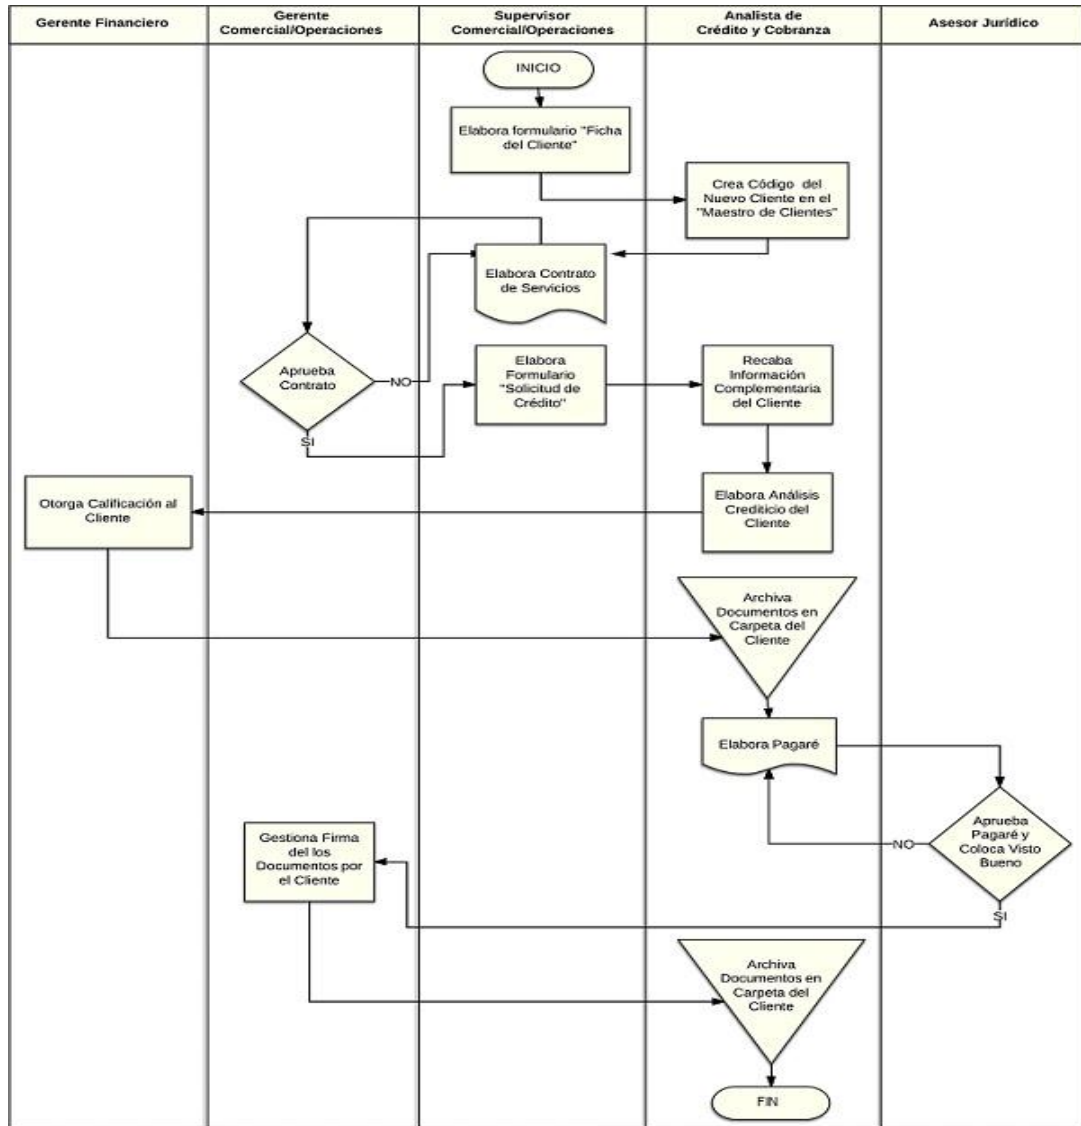 Gerente Financiero
Gerente
Comercial/Operaciones
Supervisor
Comercial/Operaciones
Analista de
Crédito y Cobranza
Asesor Jurídico
INICIO
Elabora formulario "Ficha
del Cliente"
Crea Código del
Nuevo Cliente en el
"Maestro de Clientes"
Elabora Contrato
de Servicios
Aprueba
Contrato
NO
SI
Elabora
Formulario
"Solicitud de
Crédito"
Recaba
Información
Complementaria
del Cliente
Elabora Análisis
Crediticio del
Cliente
Otorga Calificación al
Cliente
Archiva
Documentos en
Carpeta del
Cliente
Elabora Pagaré
Aprueba
Pagaré y
Coloca Visto
Bueno
NO
SI
Gestiona Firma
del los
Documentos por
el Cliente
Archiva
Documentos en
Carpeta del
Cliente
FIN